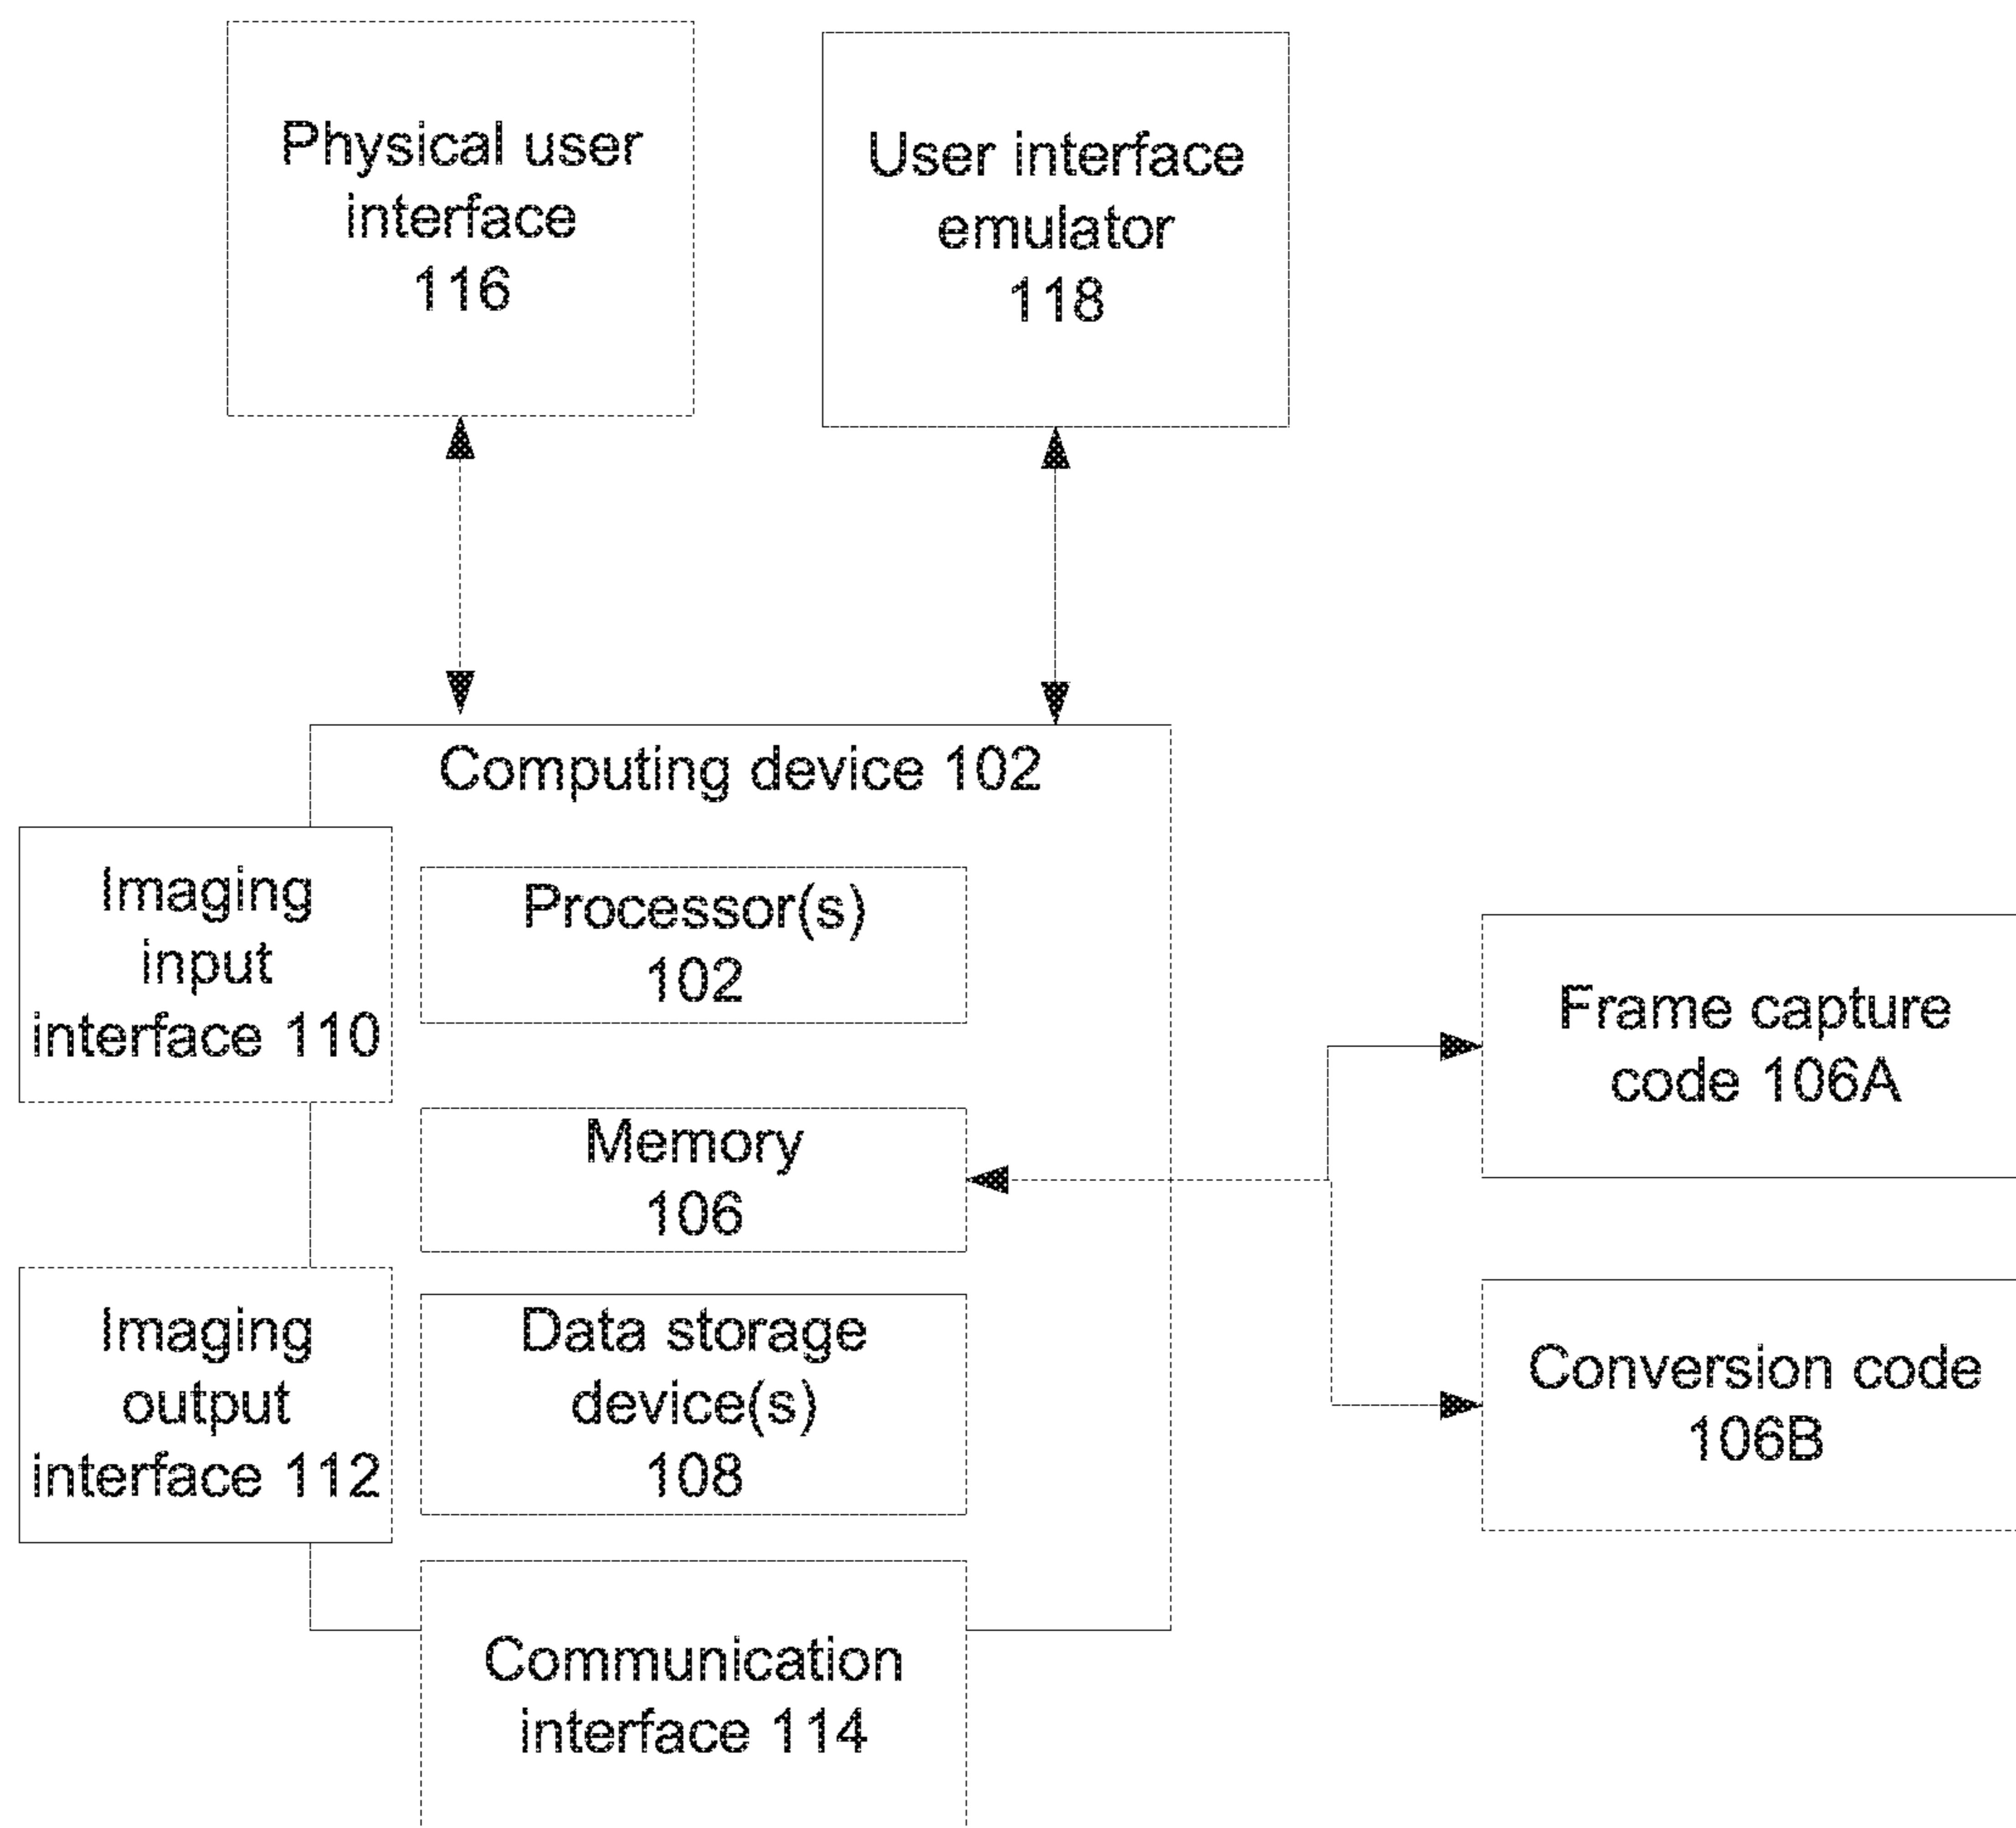 Physical user
interface
116
User interface
emulator
118
Computing device 102
Imaging
input
interface 110
Processor(s)
102
Memory
106
Frame capture
code 106A
Imaging
output
interface 112
Data storage
device(s)
108
Conversion code
106B
Communication
interface 114